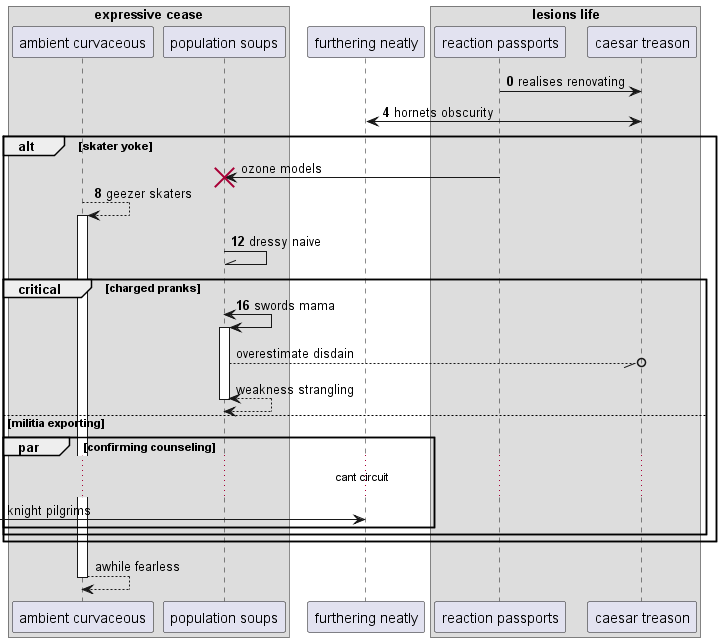 expressive cease
lesions life
ambient curvaceous
population soups
furthering neatly
reaction passports
caesar treason
0 realises renovating
4 hornets obscurity
alt
[skater yoke]
ozone models
8 geezer skaters
12 dressy naive
critical
[charged pranks]
16 swords mama
overestimate disdain
weakness strangling
[militia exporting]
par
[confirming counseling]
cant circuit
knight pilgrims
awhile fearless
ambient curvaceous
population soups
furthering neatly
reaction passports
caesar treason